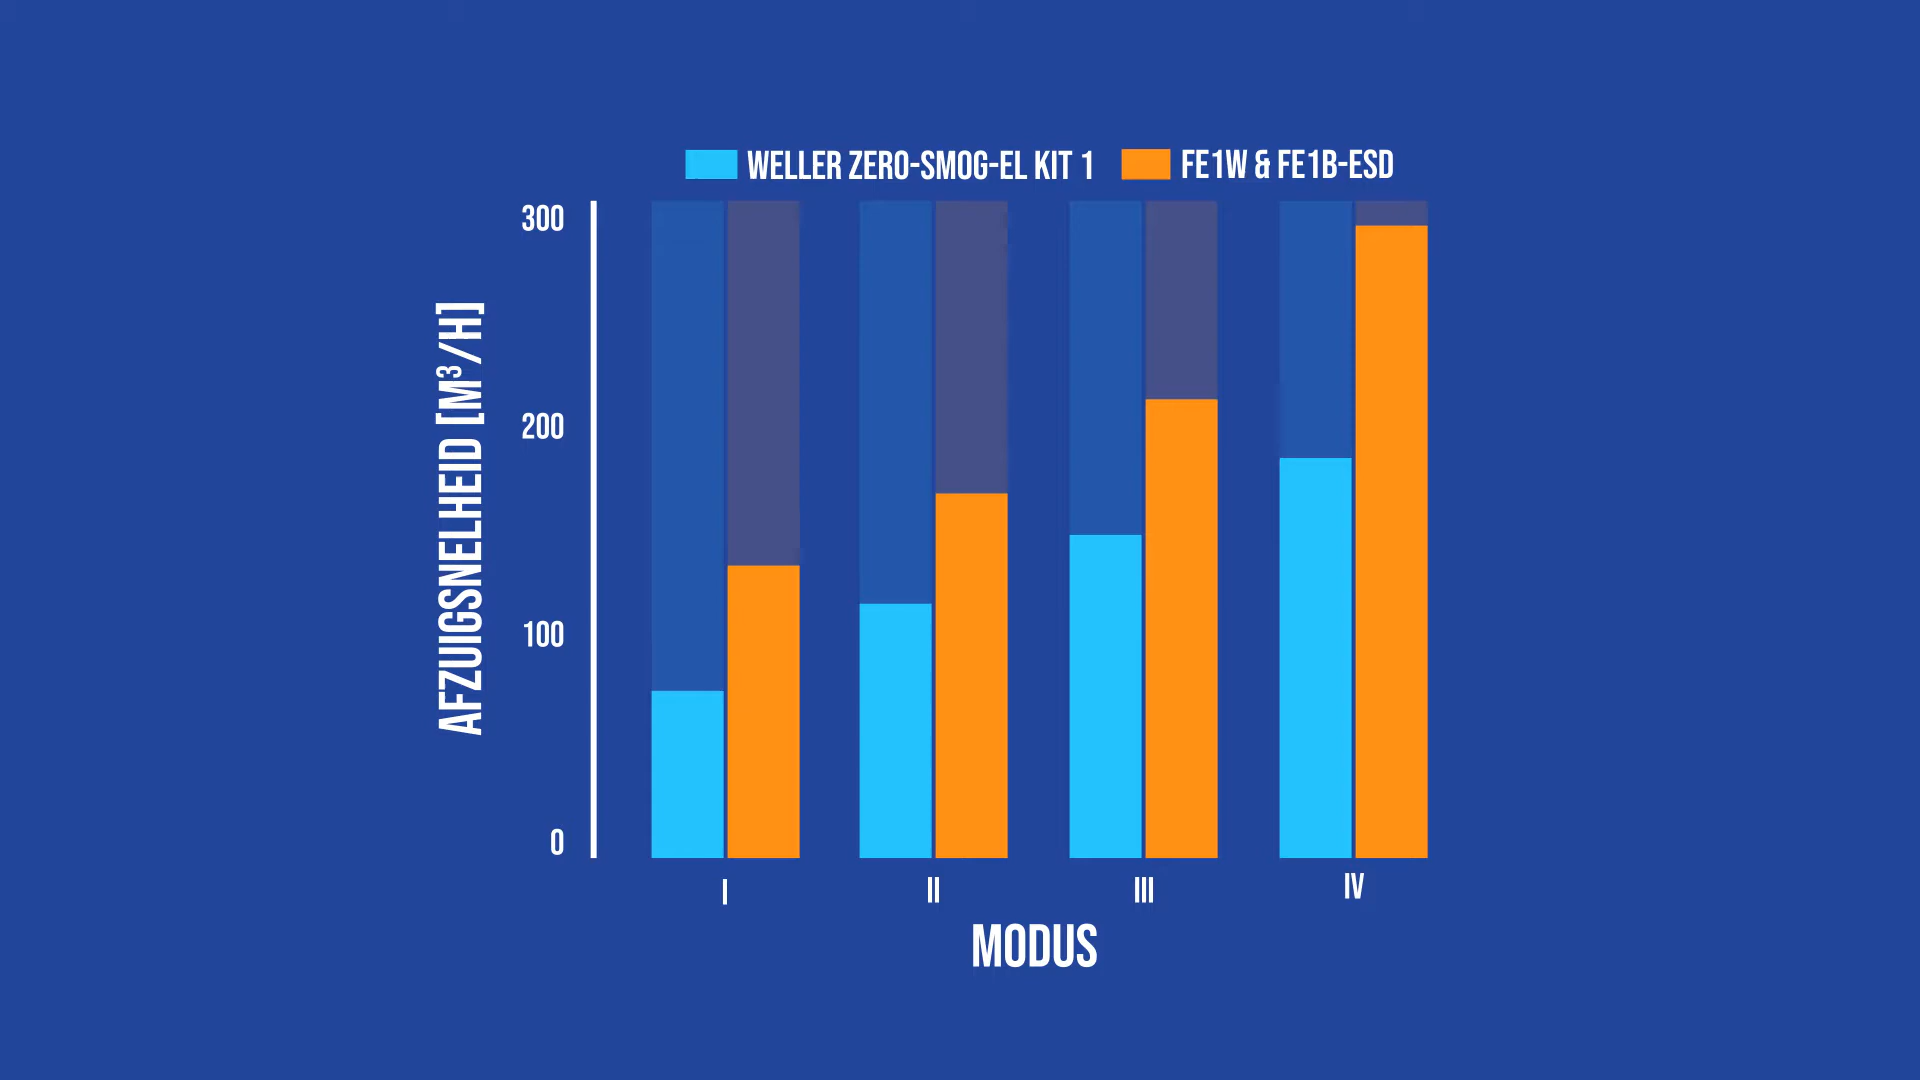 WELLER ZERO-SMOG-EL KIT 1
FE1W & FE1B-ESD
AFZUIGSNELHEID [M³/H]
300
200
100
0
I
II
III
IV
MODUS